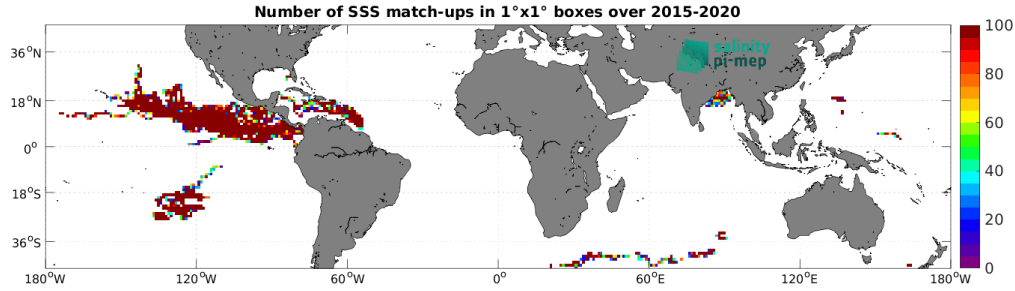 Number of SSS match-ups in 1°x1° boxes over 2015-2020
salinity
pi-mep
36°N
18°N
0°
18°S
36°S
180°W
120°W
60°W
0°
60°E
120°E
180°W
100
80
60
40
20
0